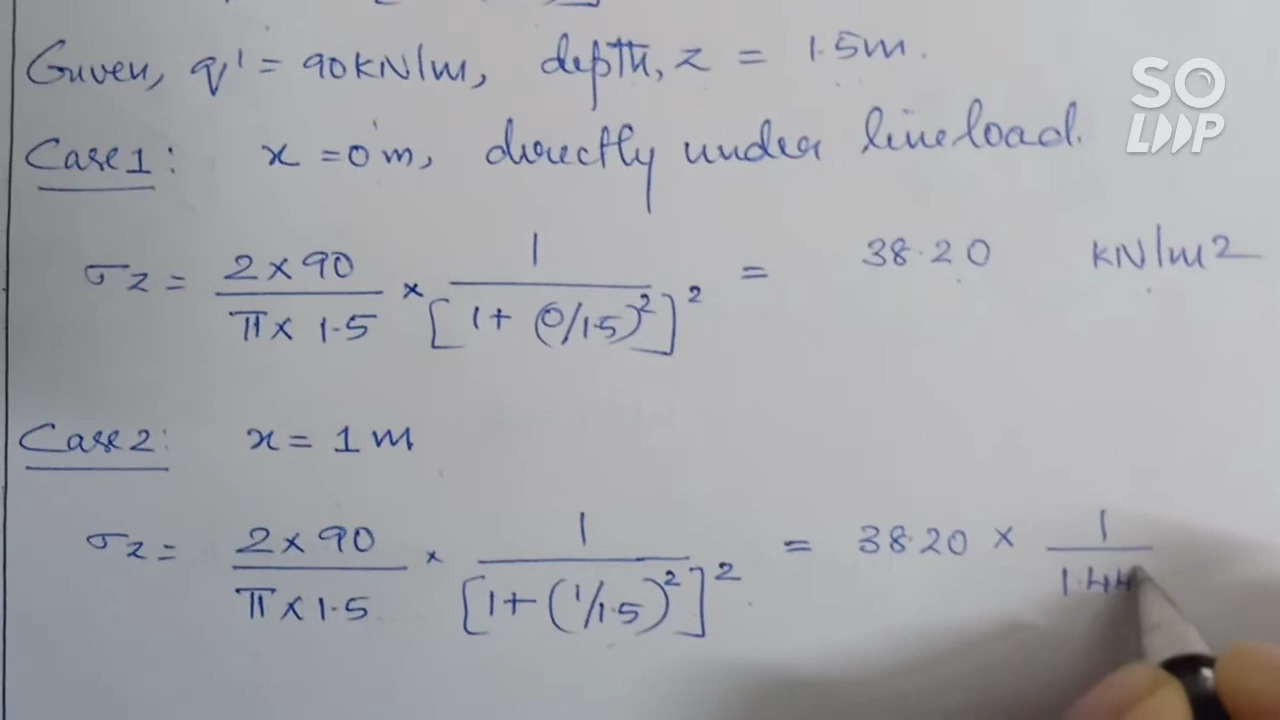 Given, q' = 90 kN/m, depth, z = 1.5m.
Case 1 : x = 0 m, directly under line load.
σz = 2 x 90 / π x 1.5 x 1 / [1 + (0/1.5)²]² = 38.20 kN/m2
Case 2 : x = 1 m
σz = 2 x 90 / π x 1.5 x 1 / [1 + (1/1.5)²]² = 38.20 x 1 / 1.44
SOLOOP